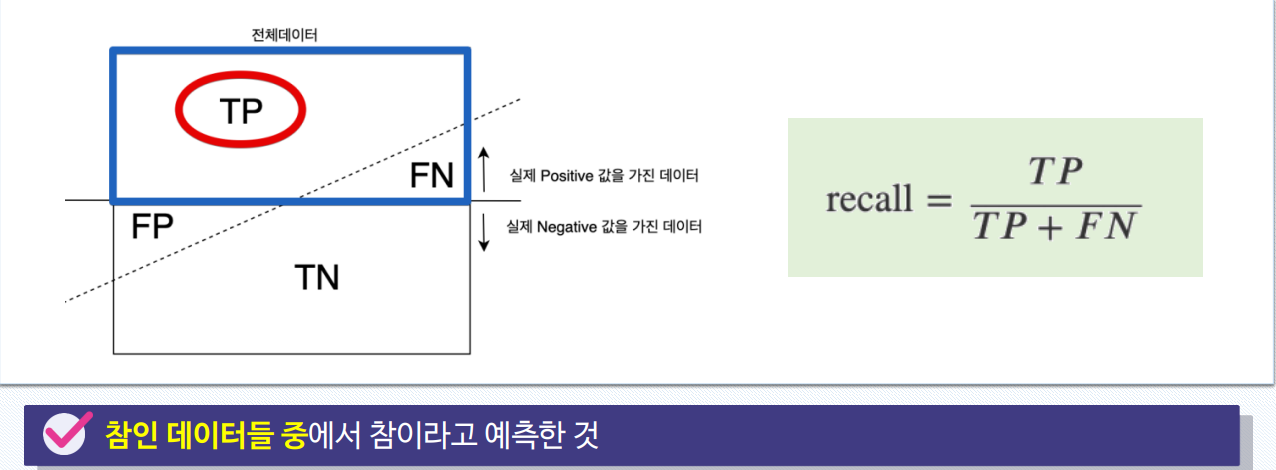 전체데이터
TP
FN
실제 Positive 값을 가진 데이터
FP
실제 Negative 값을 가진 데이터
TN
recall = TP / TP + FN
참인 데이터들 중에서 참이라고 예측한 것